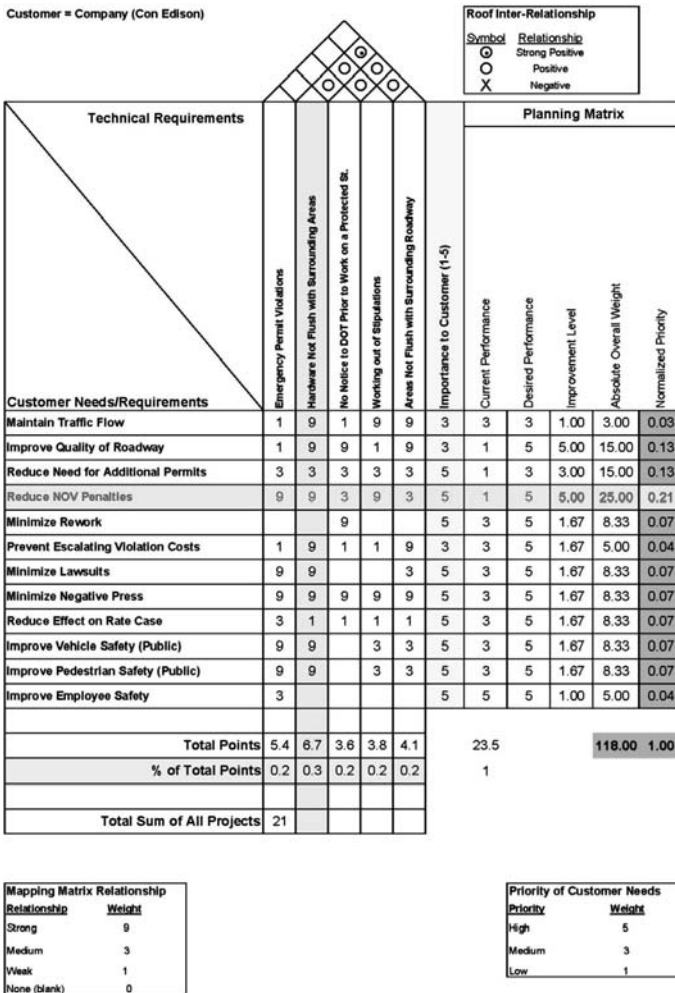 Customer = Company (Con Edison)
Roof Inter-Relationship
Symbol Relationship
Strong Positive
Positive
X Negative
Technical Requirements
Planning Matrix
Emergency Permit Violations
Hardware Not Flush with Surrounding Areas
No Notice to DOT Prior to Work on a Protected St.
Working out of Stipulations
Areas Not Flush with Surrounding Roadway
Importance to Customer (1-5)
Current Performance
Desired Performance
Improvement Level
Absolute Overall Weight
Normalized Priority
Customer Needs/Requirements
Maintain Traffic Flow 1 9 1 9 9 3 3 3 1.00 3.00 0.03
Improve Quality of Roadway 1 9 9 1 9 3 1 5 5.00 15.00 0.13
Reduce Need for Additional Permits 3 3 3 3 3 5 1 3 3.00 15.00 0.13
Reduce NOV Penalties 9 9 3 9 3 5 1 5 5.00 25.00 0.21
Minimize Rework 9 5 3 5 1.67 8.33 0.07
Prevent Escalating Violation Costs 1 9 1 1 9 3 3 5 1.67 5.00 0.04
Minimize Lawsuits 9 9 3 5 3 5 1.67 8.33 0.07
Minimize Negative Press 9 9 9 9 9 5 3 5 1.67 8.33 0.07
Reduce Effect on Rate Case 3 1 1 1 1 5 3 5 1.67 8.33 0.07
Improve Vehicle Safety (Public) 9 9 3 3 5 3 5 1.67 8.33 0.07
Improve Pedestrian Safety (Public) 9 9 3 3 5 3 5 1.67 8.33 0.07
Improve Employee Safety 3 5 5 5 1.00 5.00 0.04
Total Points 5.4 6.7 3.6 3.8 4.1 23.5 118.00 1.00
% of Total Points 0.2 0.3 0.2 0.2 0.2 1
Total Sum of All Projects 21
Mapping Matrix Relationship
Relationship Weight
Strong 9
Medium 3
Weak 1
None (blank) 0
Priority of Customer Needs
Priority Weight
High 5
Medium 3
Low 1